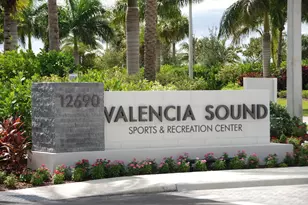 12690
VALENCIA SOUND
SPORTS & RECREATION CENTER